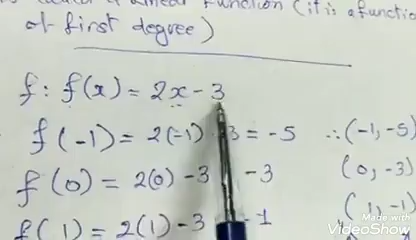 Linear Function (it is a function
of first degree)
f: f(x) = 2x - 3
f(-1) = 2(-1) - 3 = -5 ∴(-1, -5)
f(0) = 2(0) - 3 - 3 (0, -3)
f(1) = 2(1) - 3 - 1 (1, -1)
Made with
VideoShow